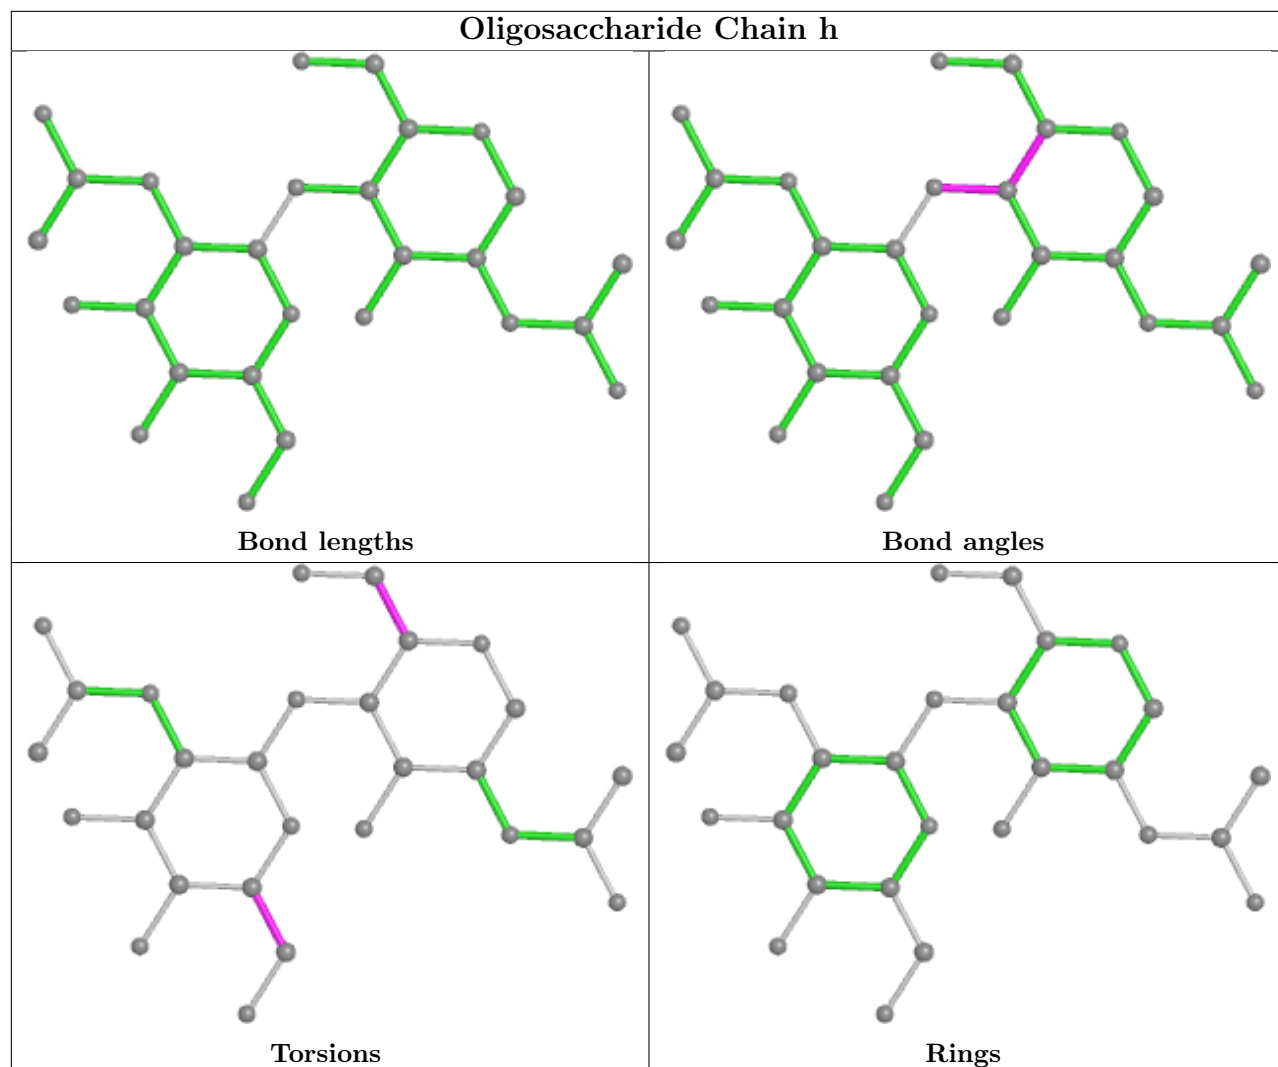 Oligosaccharide Chain h
Bond lengths
Bond angles
Torsions
Rings